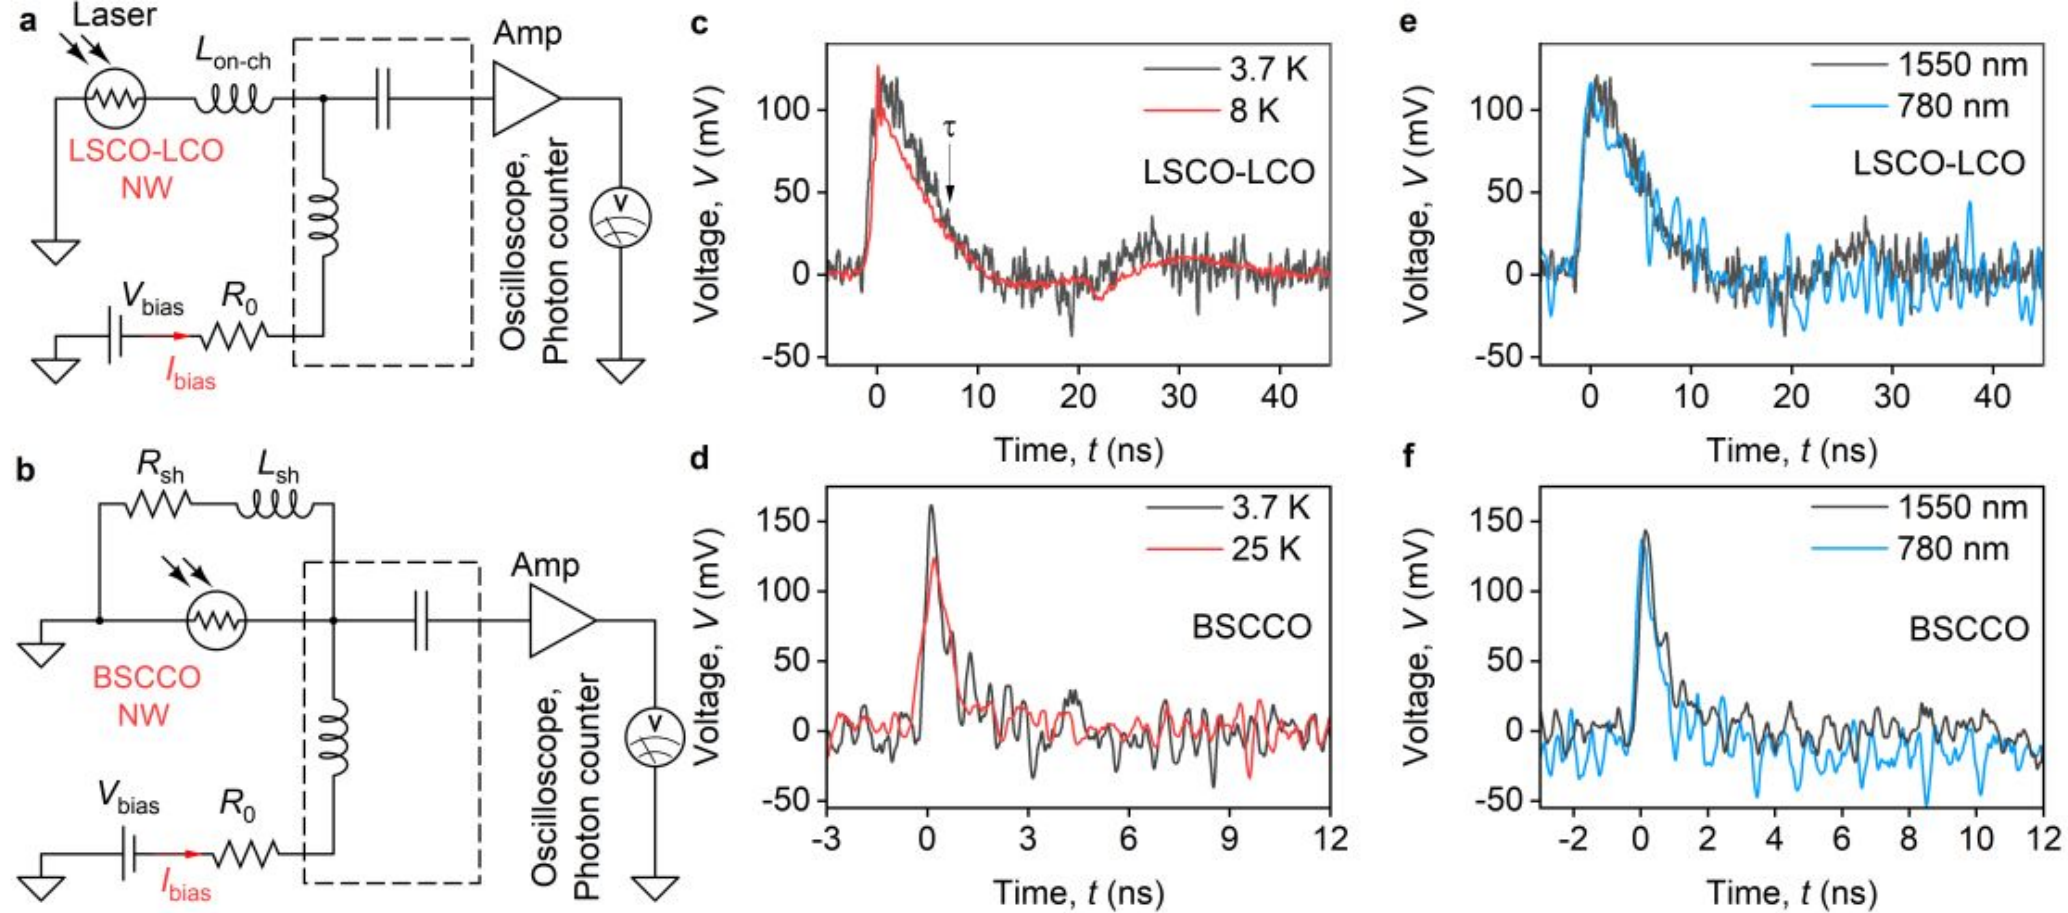 a
Laser
L_on-ch
Amp
LSCO-LCO
NW
V_bias
R_0
I_bias
V
Oscilloscope,
Photon counter
b
R_sh
L_sh
Amp
BSCCO
NW
V_bias
R_0
I_bias
V
Oscilloscope,
Photon counter
c
3.7 K
8 K
τ
LSCO-LCO
100
50
0
-50
Voltage, V (mV)
0 10 20 30 40
Time, t (ns)
d
3.7 K
25 K
BSCCO
150
100
50
0
-50
Voltage, V (mV)
-3 0 3 6 9 12
Time, t (ns)
e
1550 nm
780 nm
LSCO-LCO
100
50
0
-50
Voltage, V (mV)
0 10 20 30 40
Time, t (ns)
f
1550 nm
780 nm
BSCCO
150
100
50
0
-50
Voltage, V (mV)
-2 0 2 4 6 8 10 12
Time, t (ns)